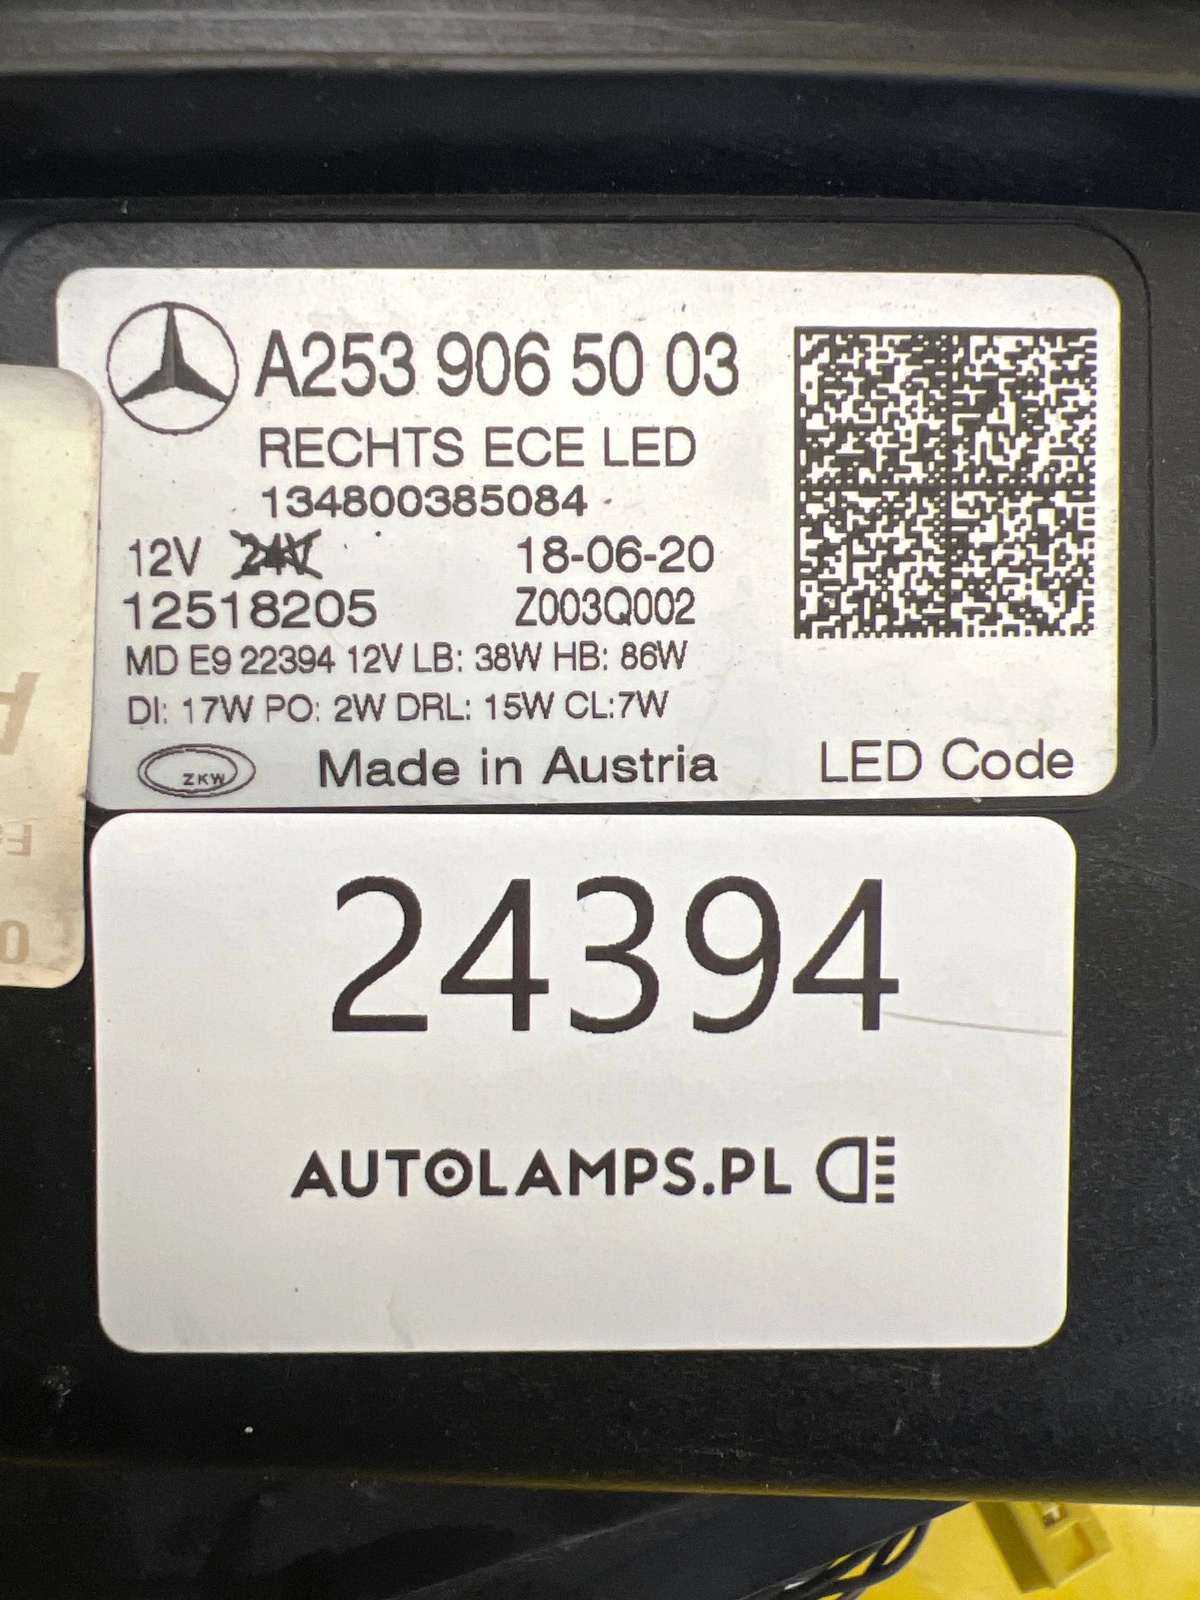 A253 906 50 03
RECHTS ECE LED
134800385084
12V 24V 18-06-20
12518205 Z003Q002
MD E9 22394 12V LB: 38W HB: 86W
DI: 17W PO: 2W DRL: 15W CL:7W
ZKW Made in Austria LED Code
24394
AUTOLAMPS.PL